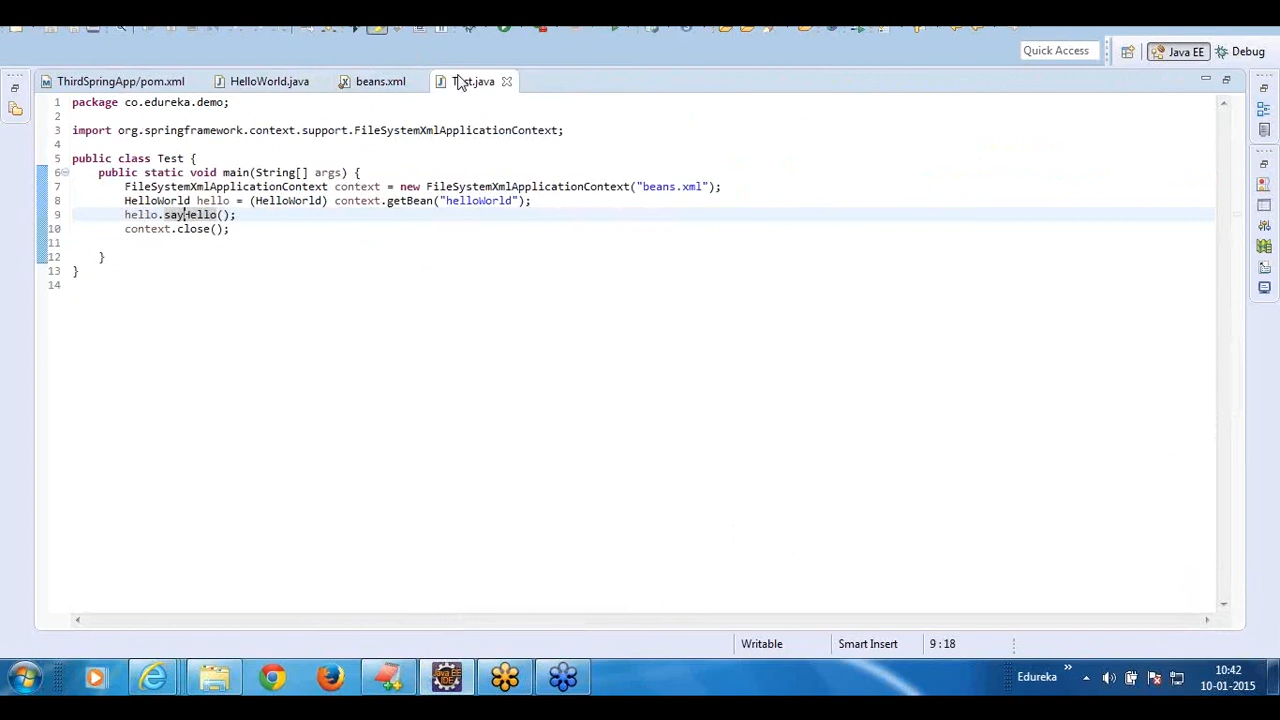 Quick Access
Java EE
Debug
ThirdSpringApp/pom.xml
HelloWorld.java
beans.xml
1 package co.edureka.demo;
2
3 import org.springframework.context.support.FileSystemXmlApplicationContext;
4
5 public class Test {
6 public static void main(String[] args) {
7 FileSystemXmlApplicationContext context = new FileSystemXmlApplicationContext("beans.xml");
8 HelloWorld hello = (HelloWorld) context.getBean("helloWorld");
9 hello.sayHello();
10 context.close();
11
12 }
13 }
14
Writable
Smart Insert
9 : 18
Java EE
IDE
Edureka
10:42
10-01-2015